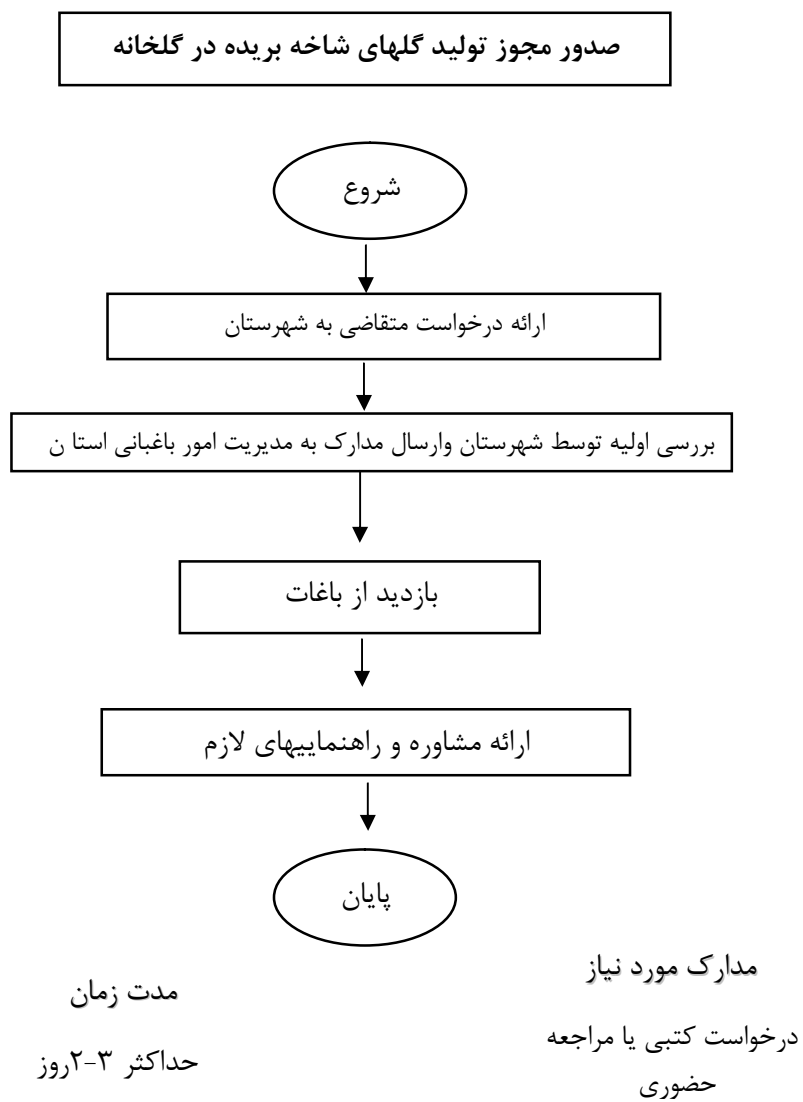 صدور مجوز تولید گلهای شاخه بریده در گلخانه
شروع
ارائه درخواست متقاضی به شهرستان
بررسی اولیه توسط شهرستان وارسال مدارک به مدیریت امور باغبانی استا ن
بازدید از باغات
ارائه مشاوره و راهنماییهای لازم
پایان
مدارک مورد نیاز
درخواست کتبی یا مراجعه
حضوری
مدت زمان
حداکثر ۳-۲روز